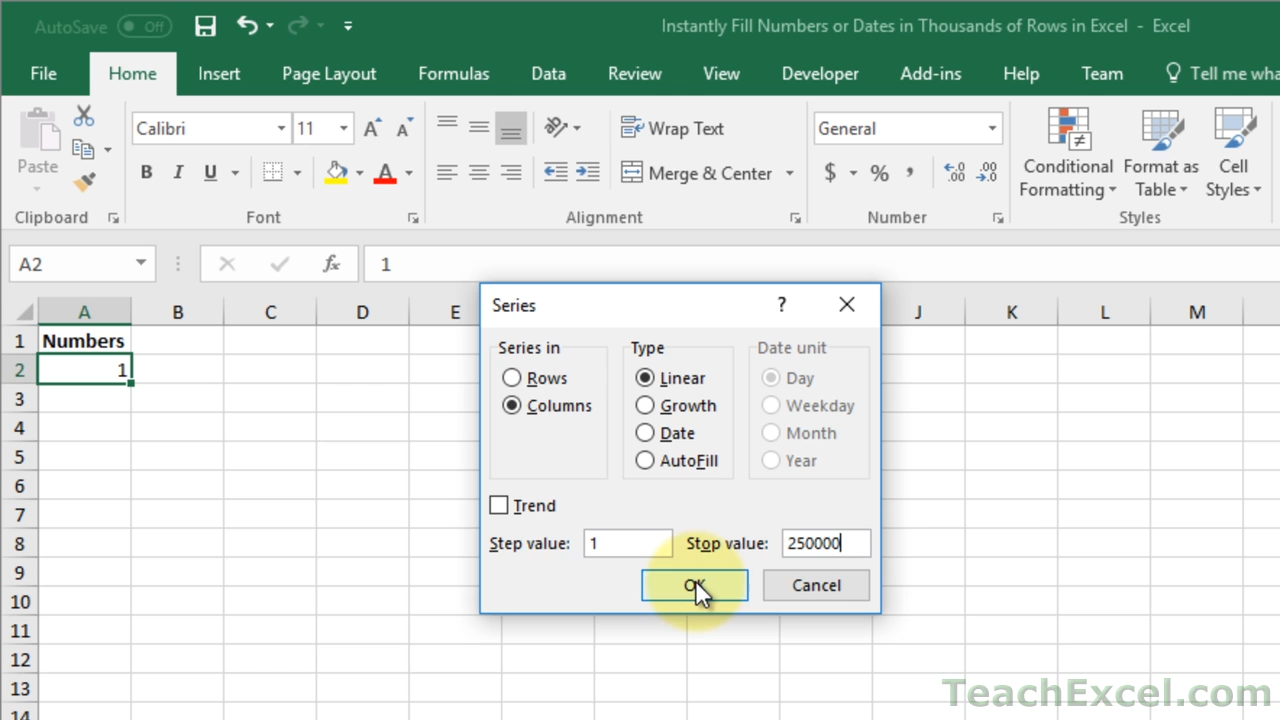 AutoSave Off Instantly Fill Numbers or Dates in Thousands of Rows in Excel - Excel
File Home Insert Page Layout Formulas Data Review View Developer Add-ins Help Team Tell me wha
Paste Calibri 11 A A Wrap Text General Conditional Formatting Format as Table Cell Styles
B I U A Merge & Center $ % , .00 .00
Clipboard Font Alignment Number Styles
A2 fx 1
A B C D E J K L M
1 Numbers
2 1
3
4
5
6
7
8
9
10
11
12
13
14
Series ?
Series in Type Date unit
Rows Linear Day
Columns Growth Weekday
Date Month
AutoFill Year
Trend
Step value: 1 Stop value: 250000
OK Cancel
TeachExcel.com